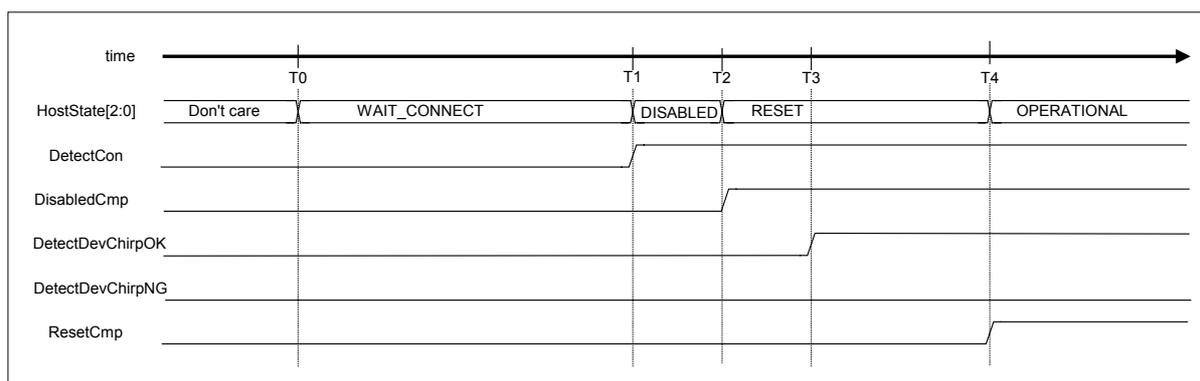 time
T0 T1 T2 T3 T4
HostState[2:0] Don't care WAIT_CONNECT DISABLED RESET OPERATIONAL
DetectCon
DisabledCmp
DetectDevChirpOK
DetectDevChirpNG
ResetCmp